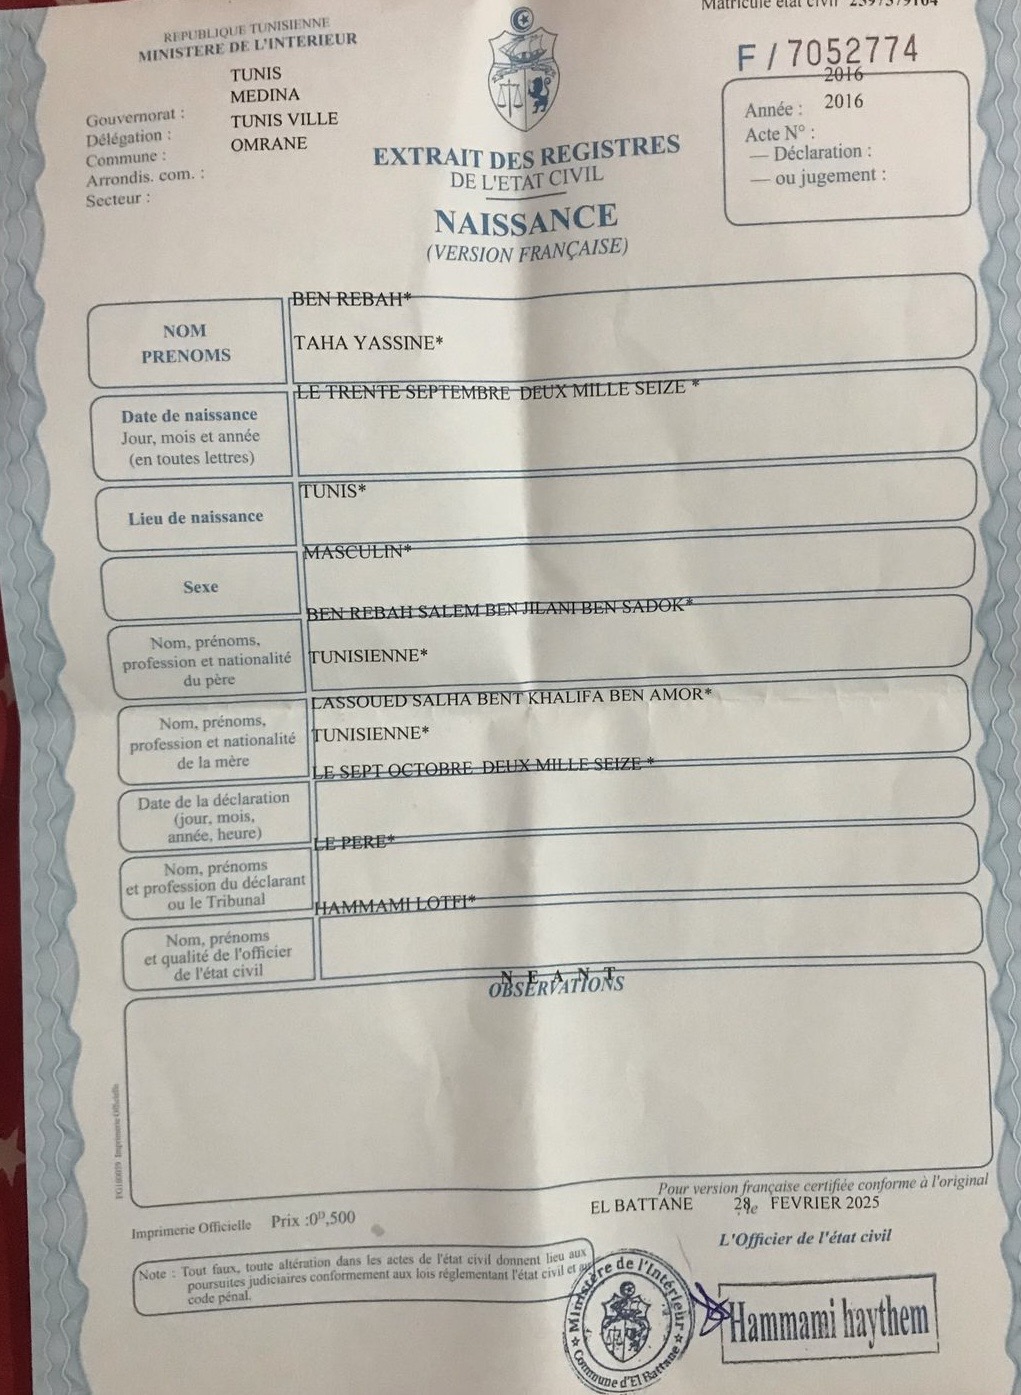 REPUBLIQUE TUNISIENNE
MINISTERE DE L'INTERIEUR
F / 7052774
Gouvernorat : TUNIS
Délégation : MEDINA
Commune : TUNIS VILLE
Arrondis. com. : OMRANE
Secteur :
EXTRAIT DES REGISTRES
DE L'ETAT CIVIL
NAISSANCE
(VERSION FRANÇAISE)
2016
Année : 2016
Acte N° :
— Déclaration :
— ou jugement :
NOM
PRENOMS
BEN REBAH*
TAHA YASSINE*
Date de naissance
Jour, mois et année
(en toutes lettres)
LE TRENTE SEPTEMBRE DEUX MILLE SEIZE *
Lieu de naissance
TUNIS*
Sexe
MASCULIN*
Nom, prénoms,
profession et nationalité
du père
BEN REBAH SALEM BEN JILANI BEN SADOK*
TUNISIENNE*
Nom, prénoms,
profession et nationalité
de la mère
LASSOUED SALHA BENT KHALIFA BEN AMOR*
TUNISIENNE*
Date de la déclaration
(jour, mois,
année, heure)
LE SEPT OCTOBRE DEUX MILLE SEIZE *
Nom, prénoms
et profession du déclarant
ou le Tribunal
LE PERE*
Nom, prénoms
et qualité de l'officier
de l'état civil
HAMMAMI LOTFI*
N E A N T
OBSERVATIONS
Imprimerie Officielle
Pour version française certifiée conforme à l'original
EL BATTANE 28 FEVRIER 2025
Imprimerie Officielle Prix :0ᴰ,500
L'Officier de l'état civil
Note : Tout faux, toute altération dans les actes de l'état civil donnent lieu aux
poursuites judiciaires conformement aux lois réglementant l'état civil et au
code pénal.
Ministère de l'Intérieur
Commune d'El Battane
Hammami haythem